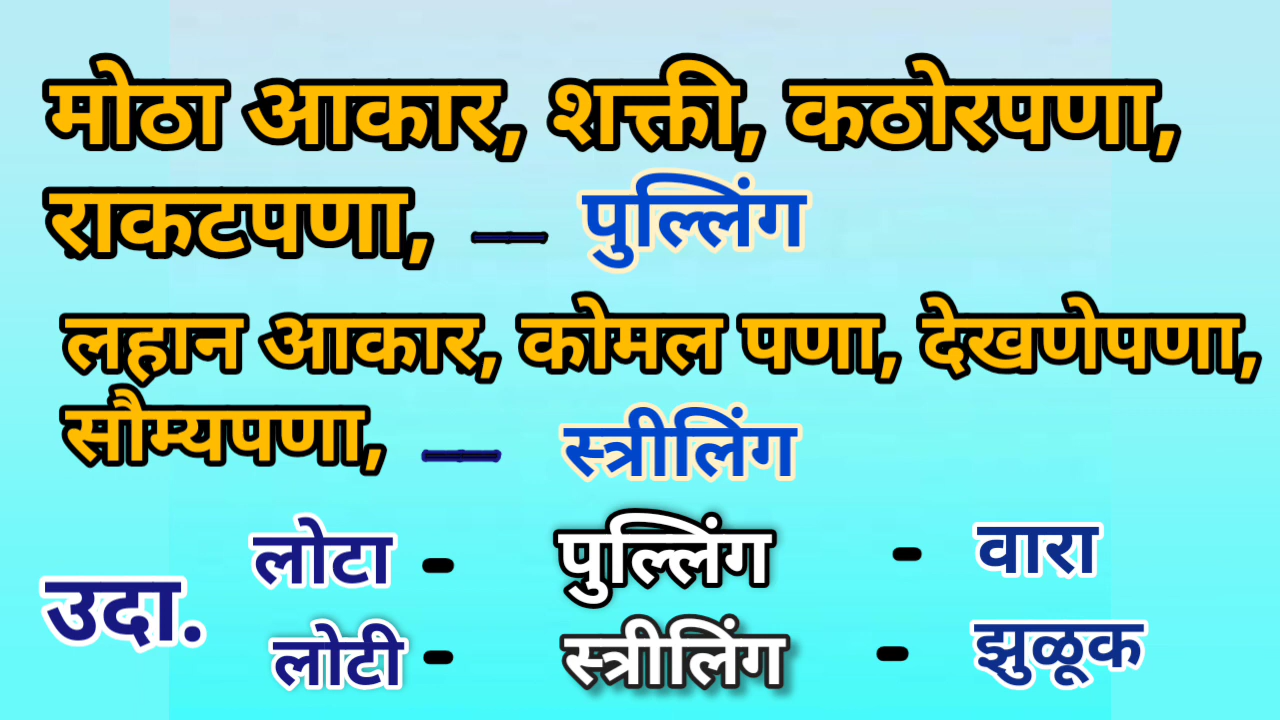 मोठा आकार, शक्ती, कठोरपणा,
राकटपणा, — पुल्लिंग
लहान आकार, कोमल पणा, देखणेपणा,
सौम्यपणा, — स्त्रीलिंग
उदा. लोटा - पुल्लिंग - वारा
लोटी - स्त्रीलिंग - झुळूक